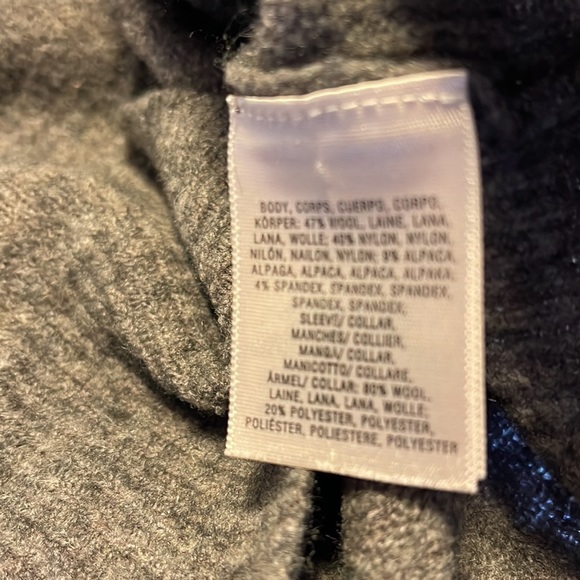 BODY, CORPS, CUERPO, CORPO,
KÖRPER: 47% WOOL, LAINE, LANA,
LANA, WOLLE; 40% NYLON, NYLON,
NILÓN, NAILON, NYLON; 9% ALPACA,
ALPAGA, ALPACA, ALPACA, ALPAKA;
4% SPANDEX, SPANDEX, SPANDEX,
SPANDEX, SPANDEX;
SLEEVE/ COLLAR,
MANCHES/ COLLIER,
MANGA/ COLLAR,
MANICOTTO/ COLLARE,
ÄRMEL/ COLLAR: 80% WOOL,
LAINE, LANA, LANA, WOLLE;
20% POLYESTER, POLYESTER,
POLIÉSTER, POLIESTERE, POLYESTER